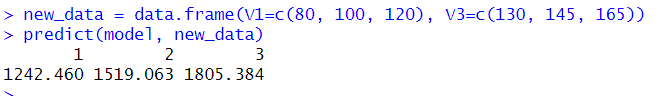 > new_data = data.frame(V1=c(80, 100, 120), V3=c(130, 145, 165))
> predict(model, new_data)
1 2 3
1242.460 1519.063 1805.384
>